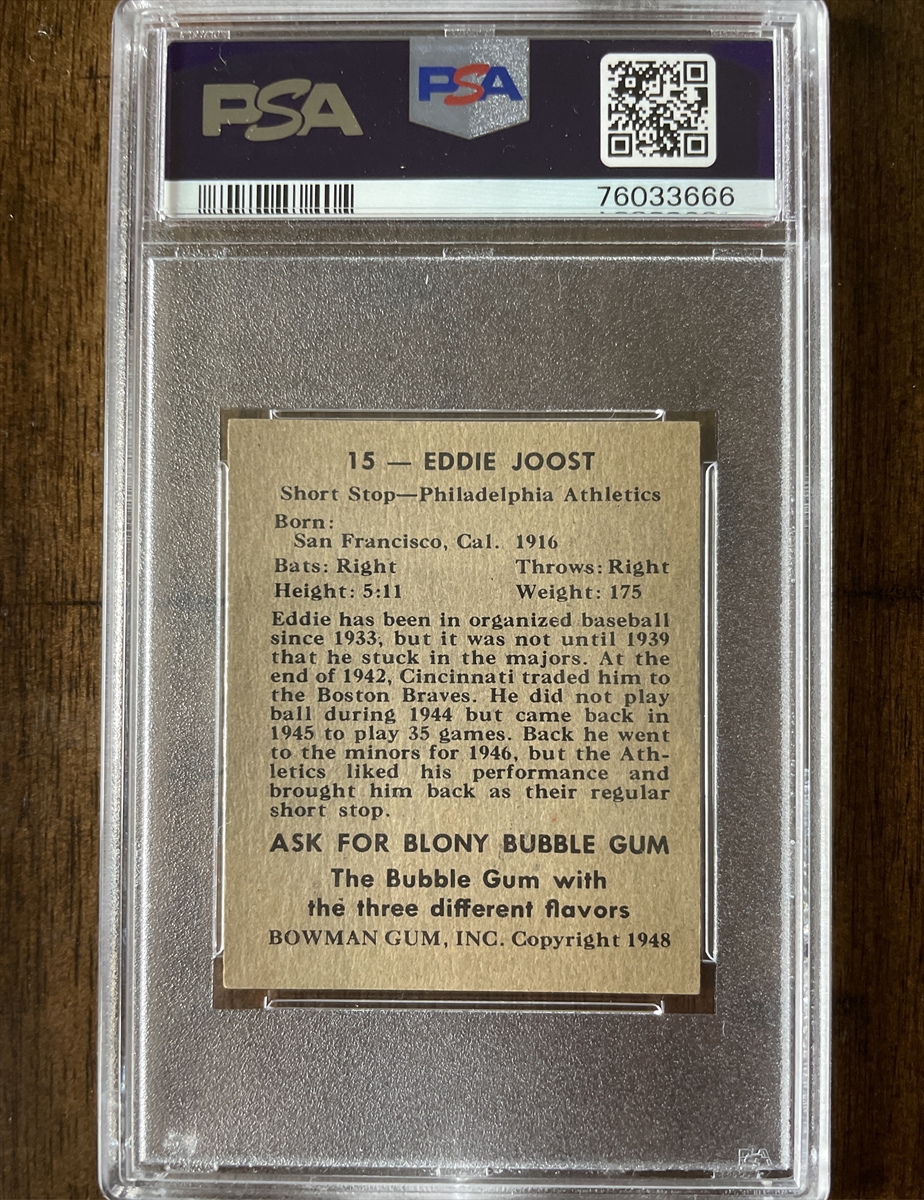 PSA
PSA
76033666
15 — EDDIE JOOST
Short Stop—Philadelphia Athletics
Born:
San Francisco, Cal. 1916
Bats: Right Throws: Right
Height: 5:11 Weight: 175
Eddie has been in organized baseball
since 1933, but it was not until 1939
that he stuck in the majors. At the
end of 1942, Cincinnati traded him to
the Boston Braves. He did not play
ball during 1944 but came back in
1945 to play 35 games. Back he went
to the minors for 1946, but the Ath-
letics liked his performance and
brought him back as their regular
short stop.
ASK FOR BLONY BUBBLE GUM
The Bubble Gum with
the three different flavors
BOWMAN GUM, INC. Copyright 1948
PSA